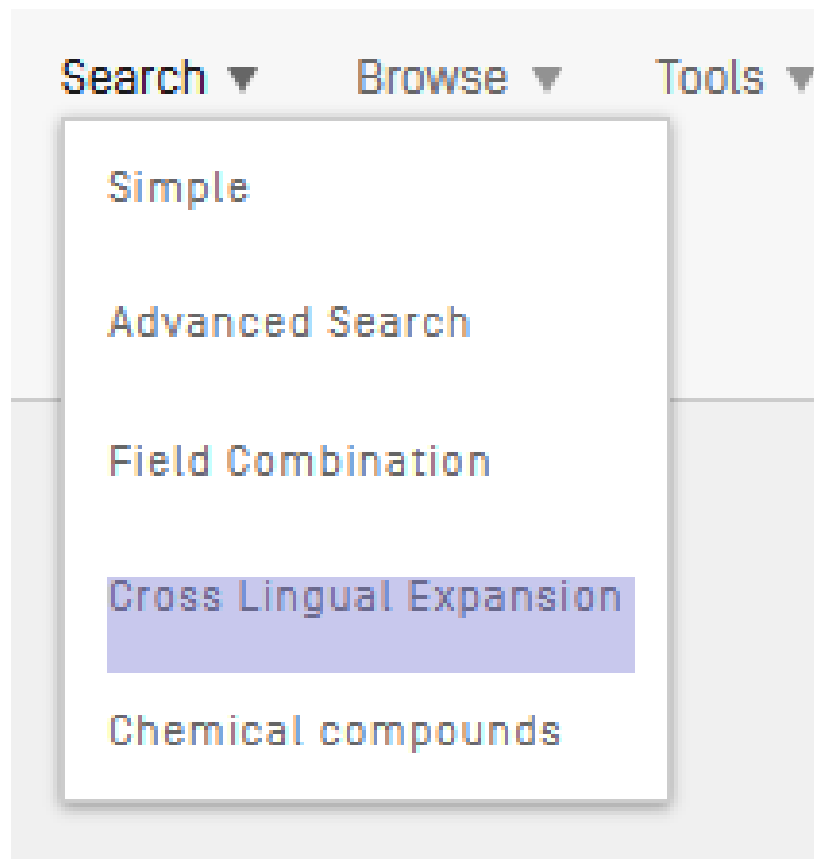 Search ▼ Browse ▼ Tools ▼
Simple
Advanced Search
Field Combination
Cross Lingual Expansion
Chemical compounds